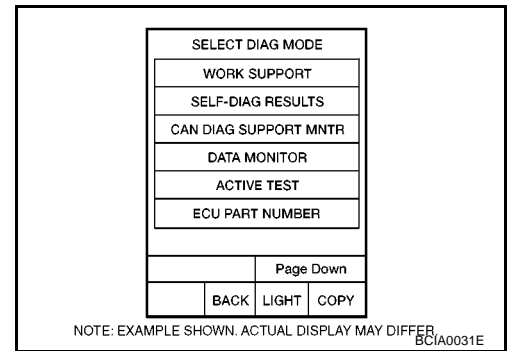 SELECT DIAG MODE
WORK SUPPORT
SELF-DIAG RESULTS
CAN DIAG SUPPORT MNTR
DATA MONITOR
ACTIVE TEST
ECU PART NUMBER
Page Down
BACK LIGHT COPY
NOTE: EXAMPLE SHOWN. ACTUAL DISPLAY MAY DIFFER.
BCIA0031E